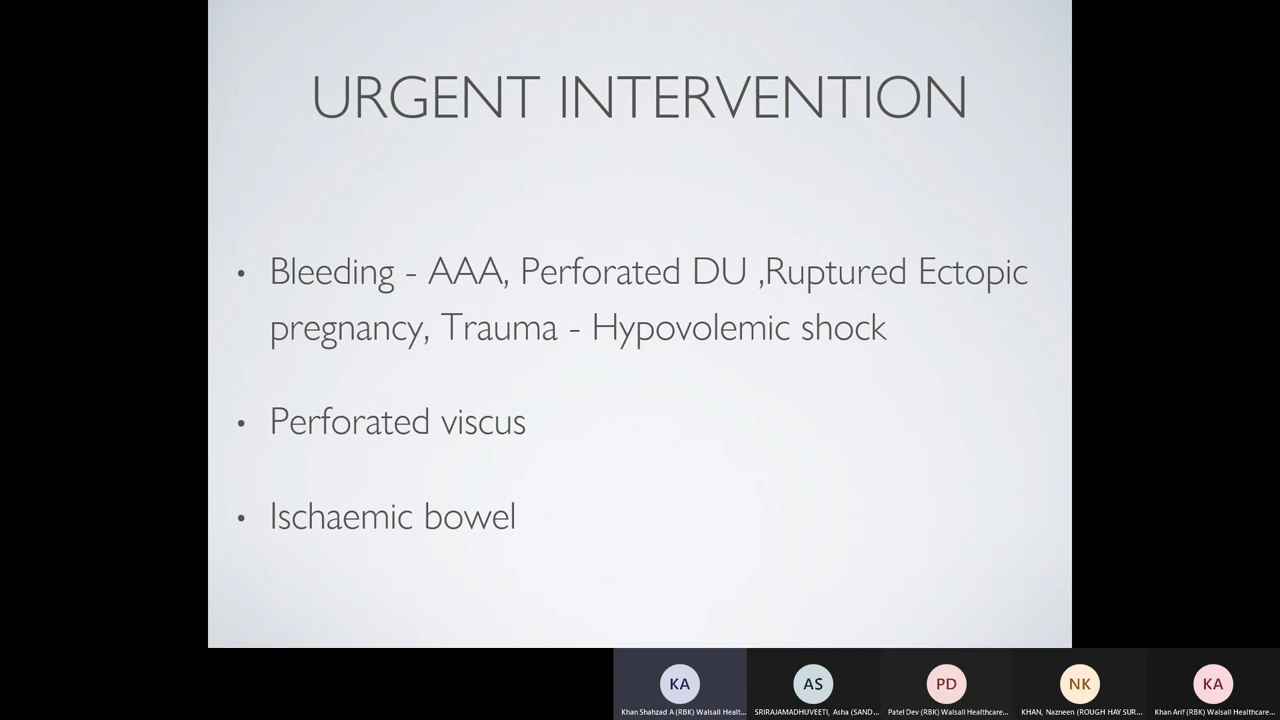 URGENT INTERVENTION
• Bleeding - AAA, Perforated DU ,Ruptured Ectopic
pregnancy, Trauma - Hypovolemic shock
• Perforated viscus
• Ischaemic bowel
KA
AS
PD
NK
KA
Khan Shahzad A (RBK) Walsall Healt...
SRIRAJAMADHUVEETI, Asha (SAND...
Patel Dev (RBK) Walsall Healthcare...
KHAN, Nazneen (ROUGH HAY SUR...
Khan Arif (RBK) Walsall Healthcare...